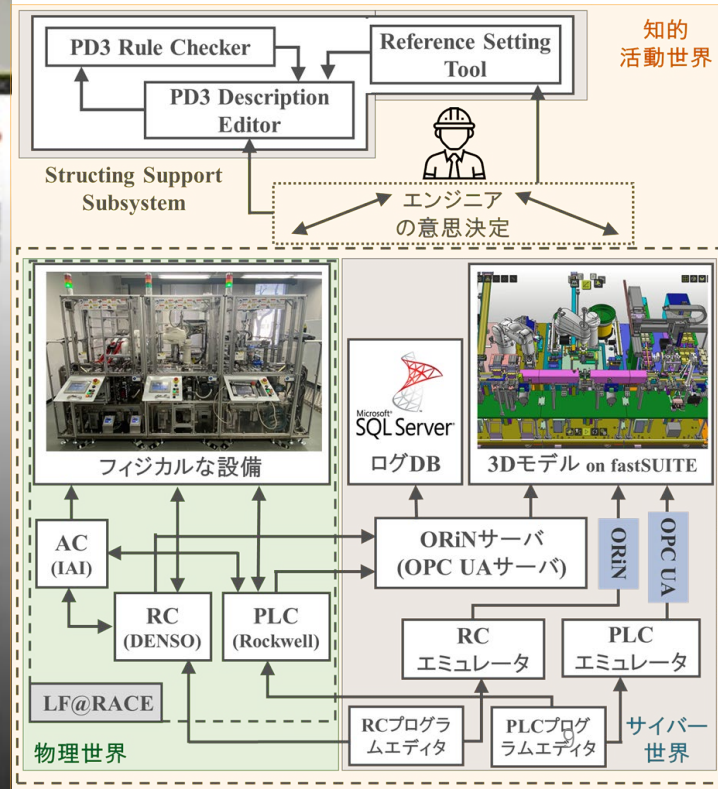 知的
活動世界
PD3 Rule Checker
Reference Setting
Tool
PD3 Description
Editor
Structing Support
Subsystem
エンジニア
の意思決定
フィジカルな設備
Microsoft®
SQL Server®
ログDB
3Dモデル on fastSUITE
AC
(IAI)
RC
(DENSO)
PLC
(Rockwell)
ORiNサーバ
(OPC UAサーバ)
ORiN
OPC UA
RC
エミュレータ
PLC
エミュレータ
LF@RACE
RCプログラ
ムエディタ
PLCプログ
ラムエディタ
9
物理世界
サイバー
世界